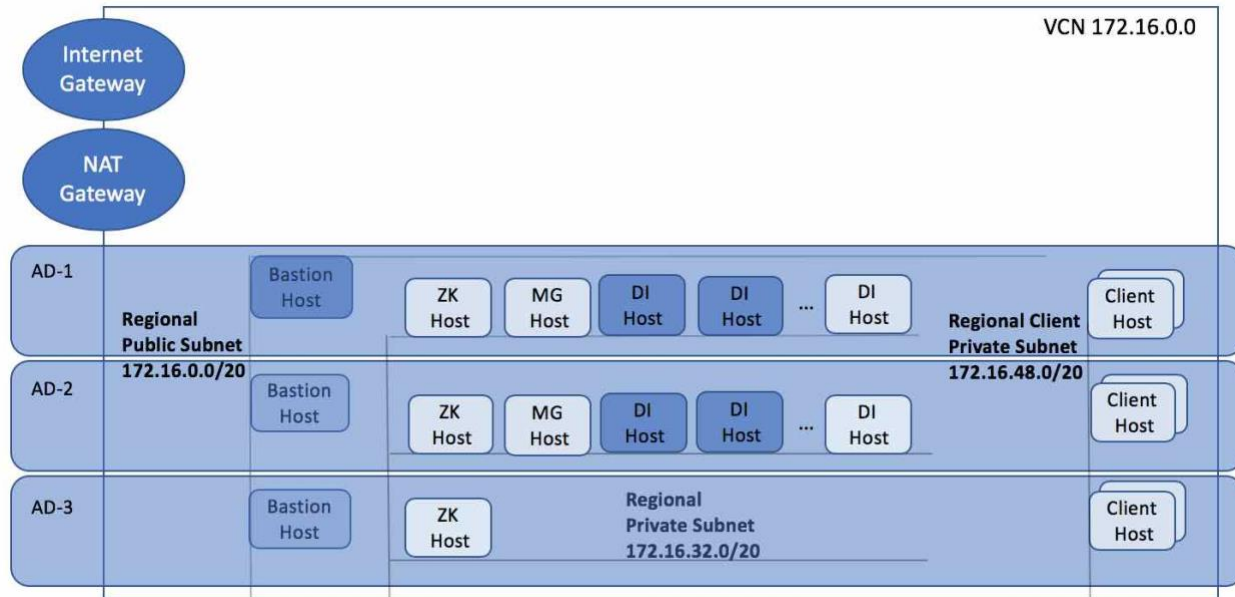 VCN 172.16.0.0
Internet
Gateway
NAT
Gateway
AD-1
Bastion
Host
ZK
Host
MG
Host
DI
Host
DI
Host
...
DI
Host
Client
Host
Regional
Public Subnet
172.16.0.0/20
Regional Client
Private Subnet
172.16.48.0/20
AD-2
Bastion
Host
ZK
Host
MG
Host
DI
Host
DI
Host
...
DI
Host
Client
Host
AD-3
Bastion
Host
ZK
Host
Regional
Private Subnet
172.16.32.0/20
Client
Host